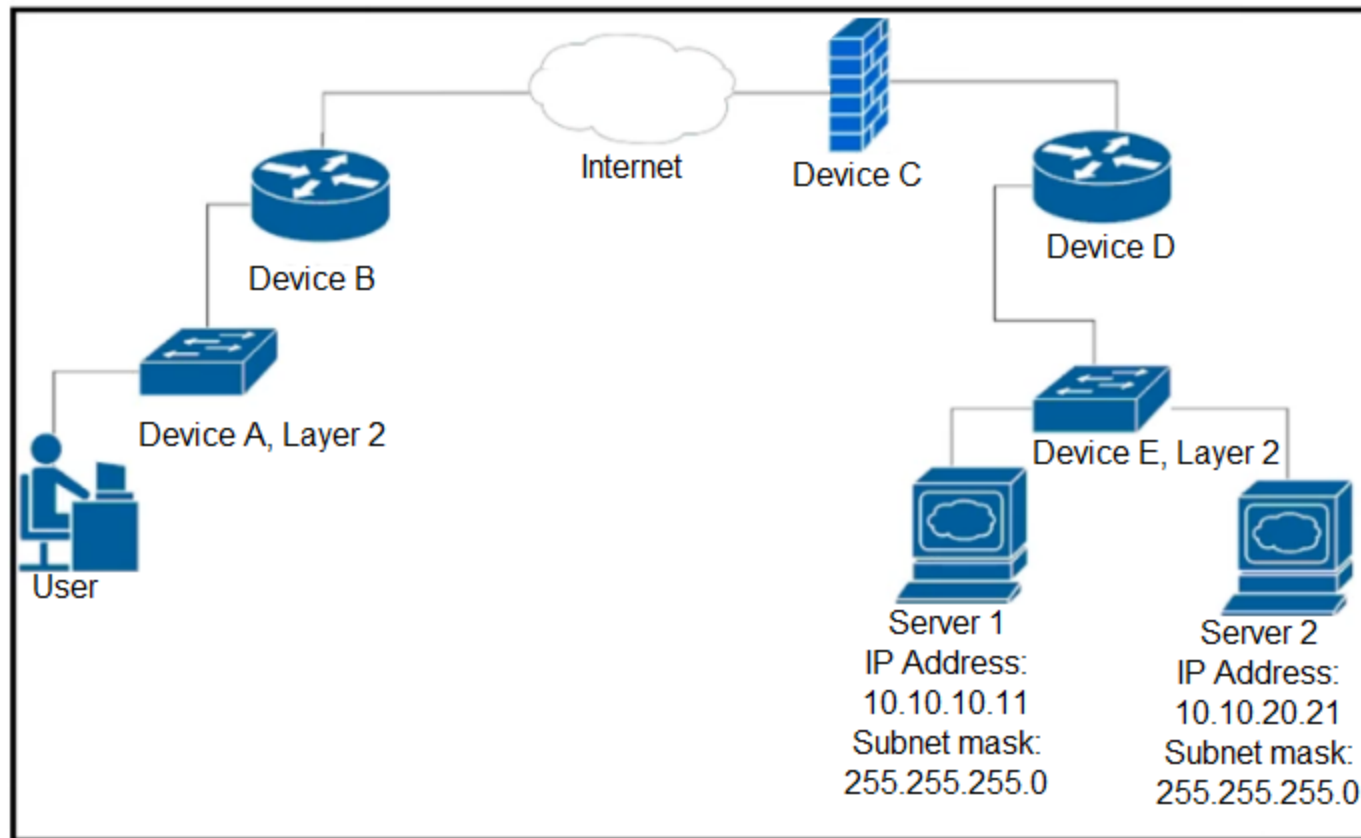 Internet
Device C
Device B
Device D
Device A, Layer 2
Device E, Layer 2
User
Server 1
IP Address:
10.10.10.11
Subnet mask:
255.255.255.0
Server 2
IP Address:
10.10.20.21
Subnet mask:
255.255.255.0